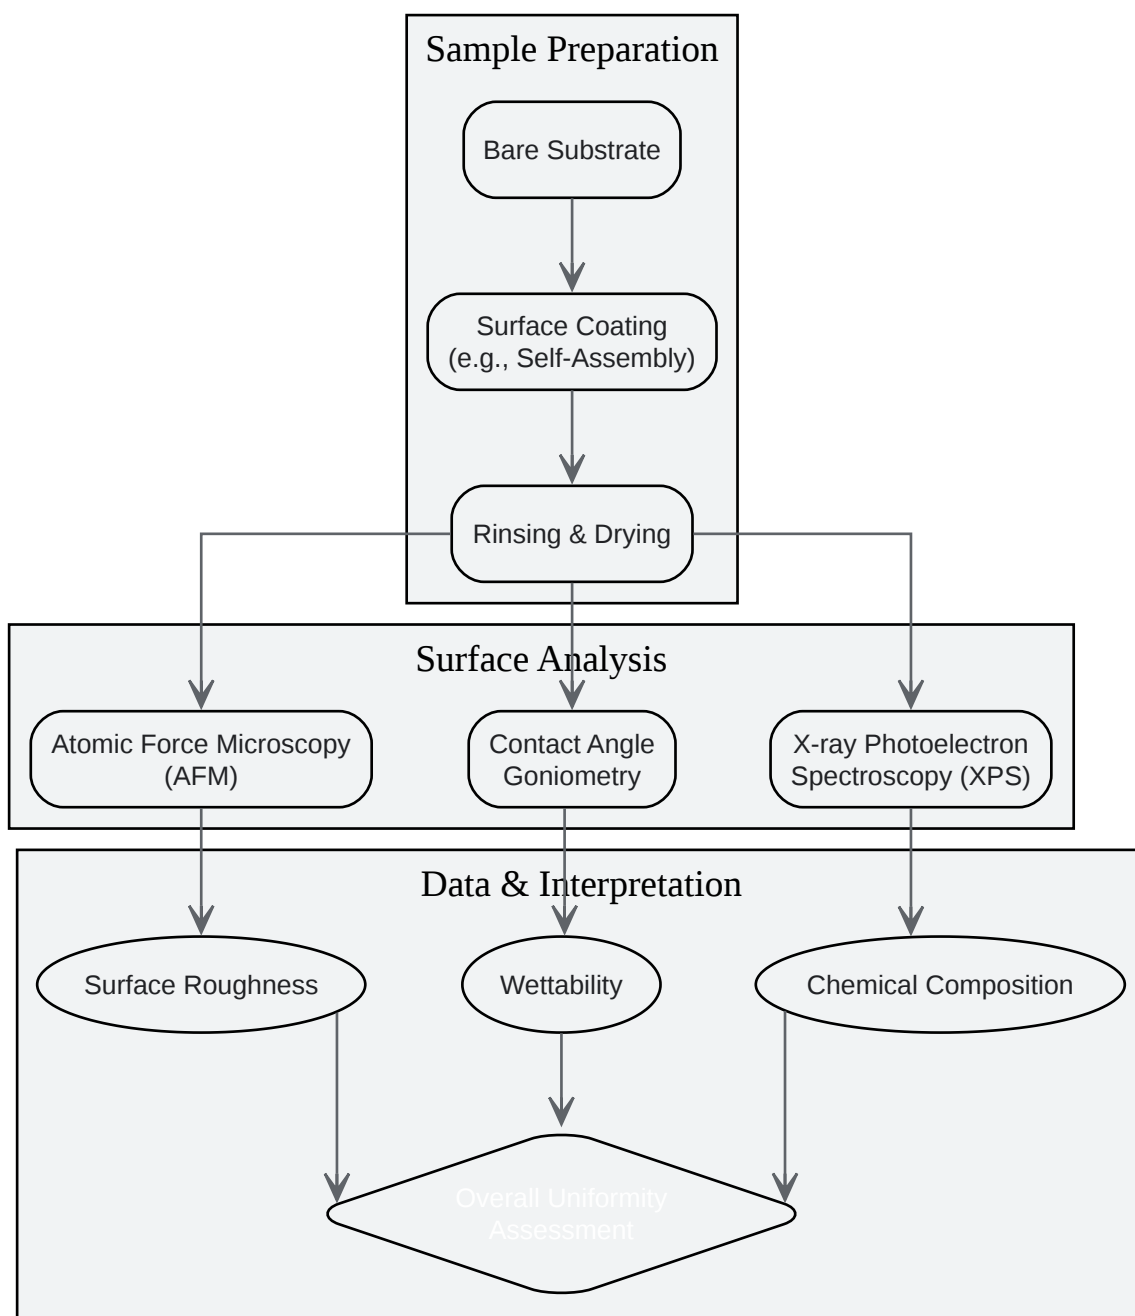 Sample Preparation
Bare Substrate
Surface Coating
(e.g., Self-Assembly)
Rinsing & Drying
Surface Analysis
Atomic Force Microscopy
(AFM)
Contact Angle
Goniometry
X-ray Photoelectron
Spectroscopy (XPS)
Data & Interpretation
Surface Roughness
Wettability
Chemical Composition
Overall Uniformity
Assessment